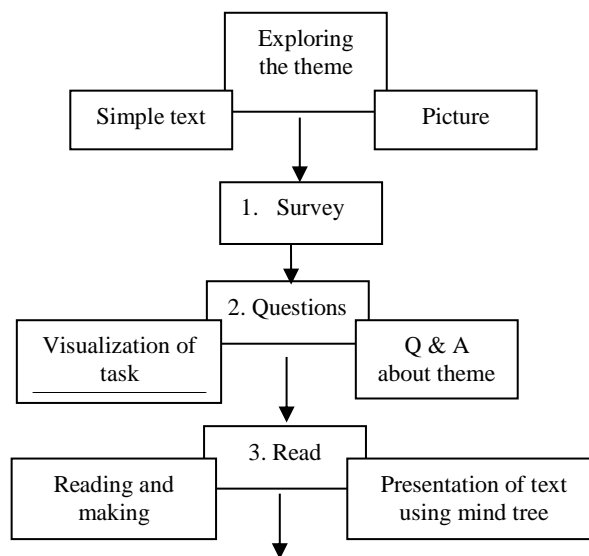 Exploring
the theme
Simple text
Picture
1. Survey
2. Questions
Visualization of
task
Q & A
about theme
3. Read
Reading and
making
Presentation of text
using mind tree